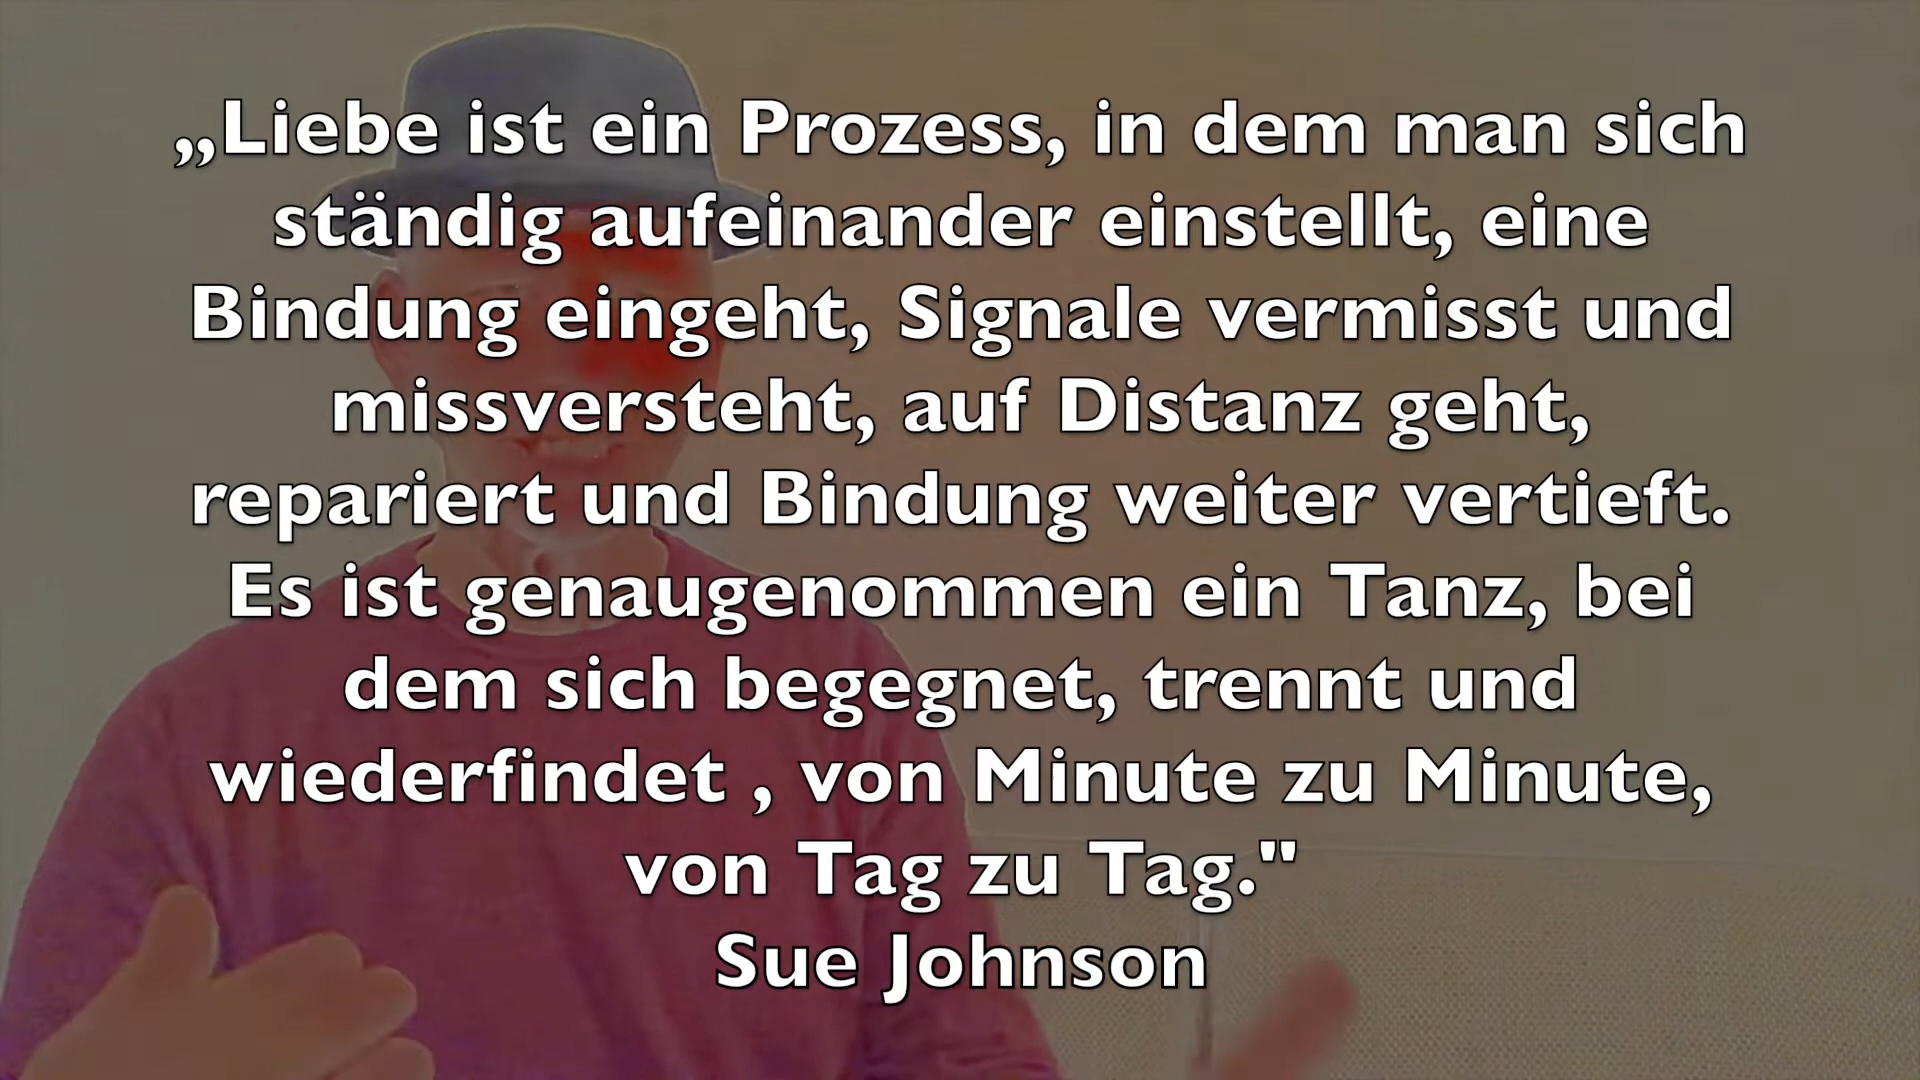 „Liebe ist ein Prozess, in dem man sich
ständig aufeinander einstellt, eine
Bindung eingeht, Signale vermisst und
missversteht, auf Distanz geht,
repariert und Bindung weiter vertieft.
Es ist genaugenommen ein Tanz, bei
dem sich begegnet, trennt und
wiederfindet , von Minute zu Minute,
von Tag zu Tag."
Sue Johnson